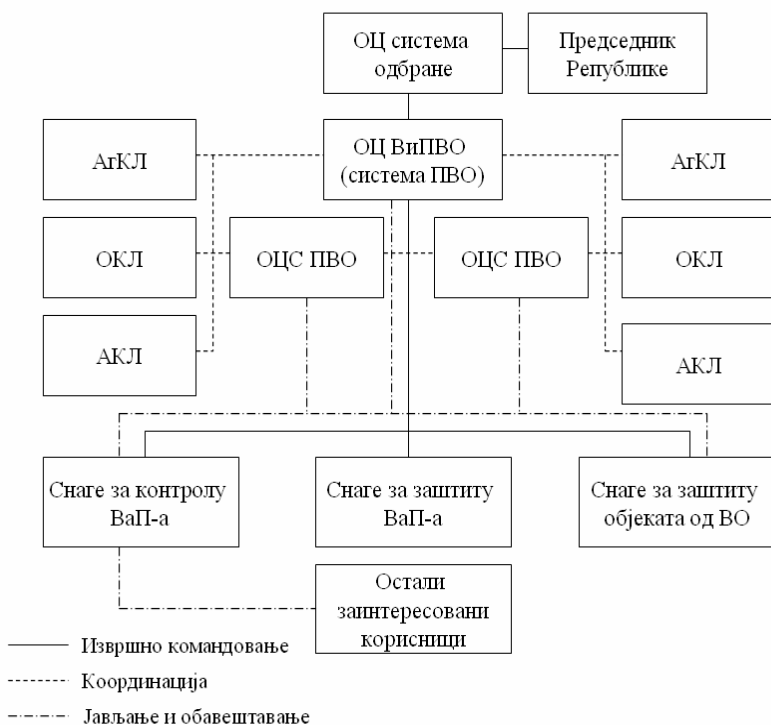 ОЦ система
одбране
Председник
Републике
АгКЛ
ОЦ ВиПВО
(система ПВО)
АгКЛ
ОКЛ
ОЦС ПВО
ОЦС ПВО
ОКЛ
АКЛ
АКЛ
Снаге за контролу
ВаП-а
Снаге за заштиту
ВаП-а
Снаге за заштиту
објеката од ВО
Остали
заинтересовани
корисници
Извршно командовање
Координација
Јављање и обавештавање